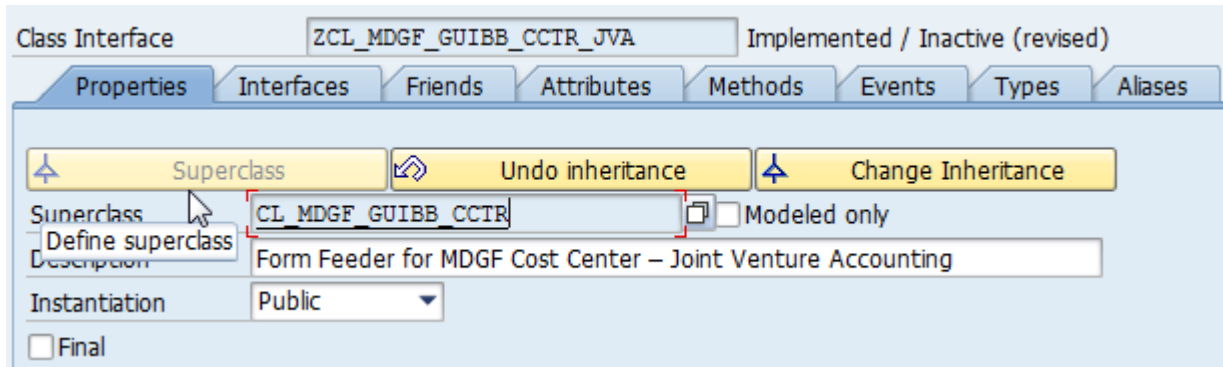 Class Interface ZCL_MDGF_GUIBB_CCTR_JVA Implemented / Inactive (revised)
Properties Interfaces Friends Attributes Methods Events Types Aliases
Superclass Undo inheritance Change Inheritance
Superclass CL_MDGF_GUIBB_CCTR Modeled only
Define superclass
Description Form Feeder for MDGF Cost Center – Joint Venture Accounting
Instantiation Public
Final